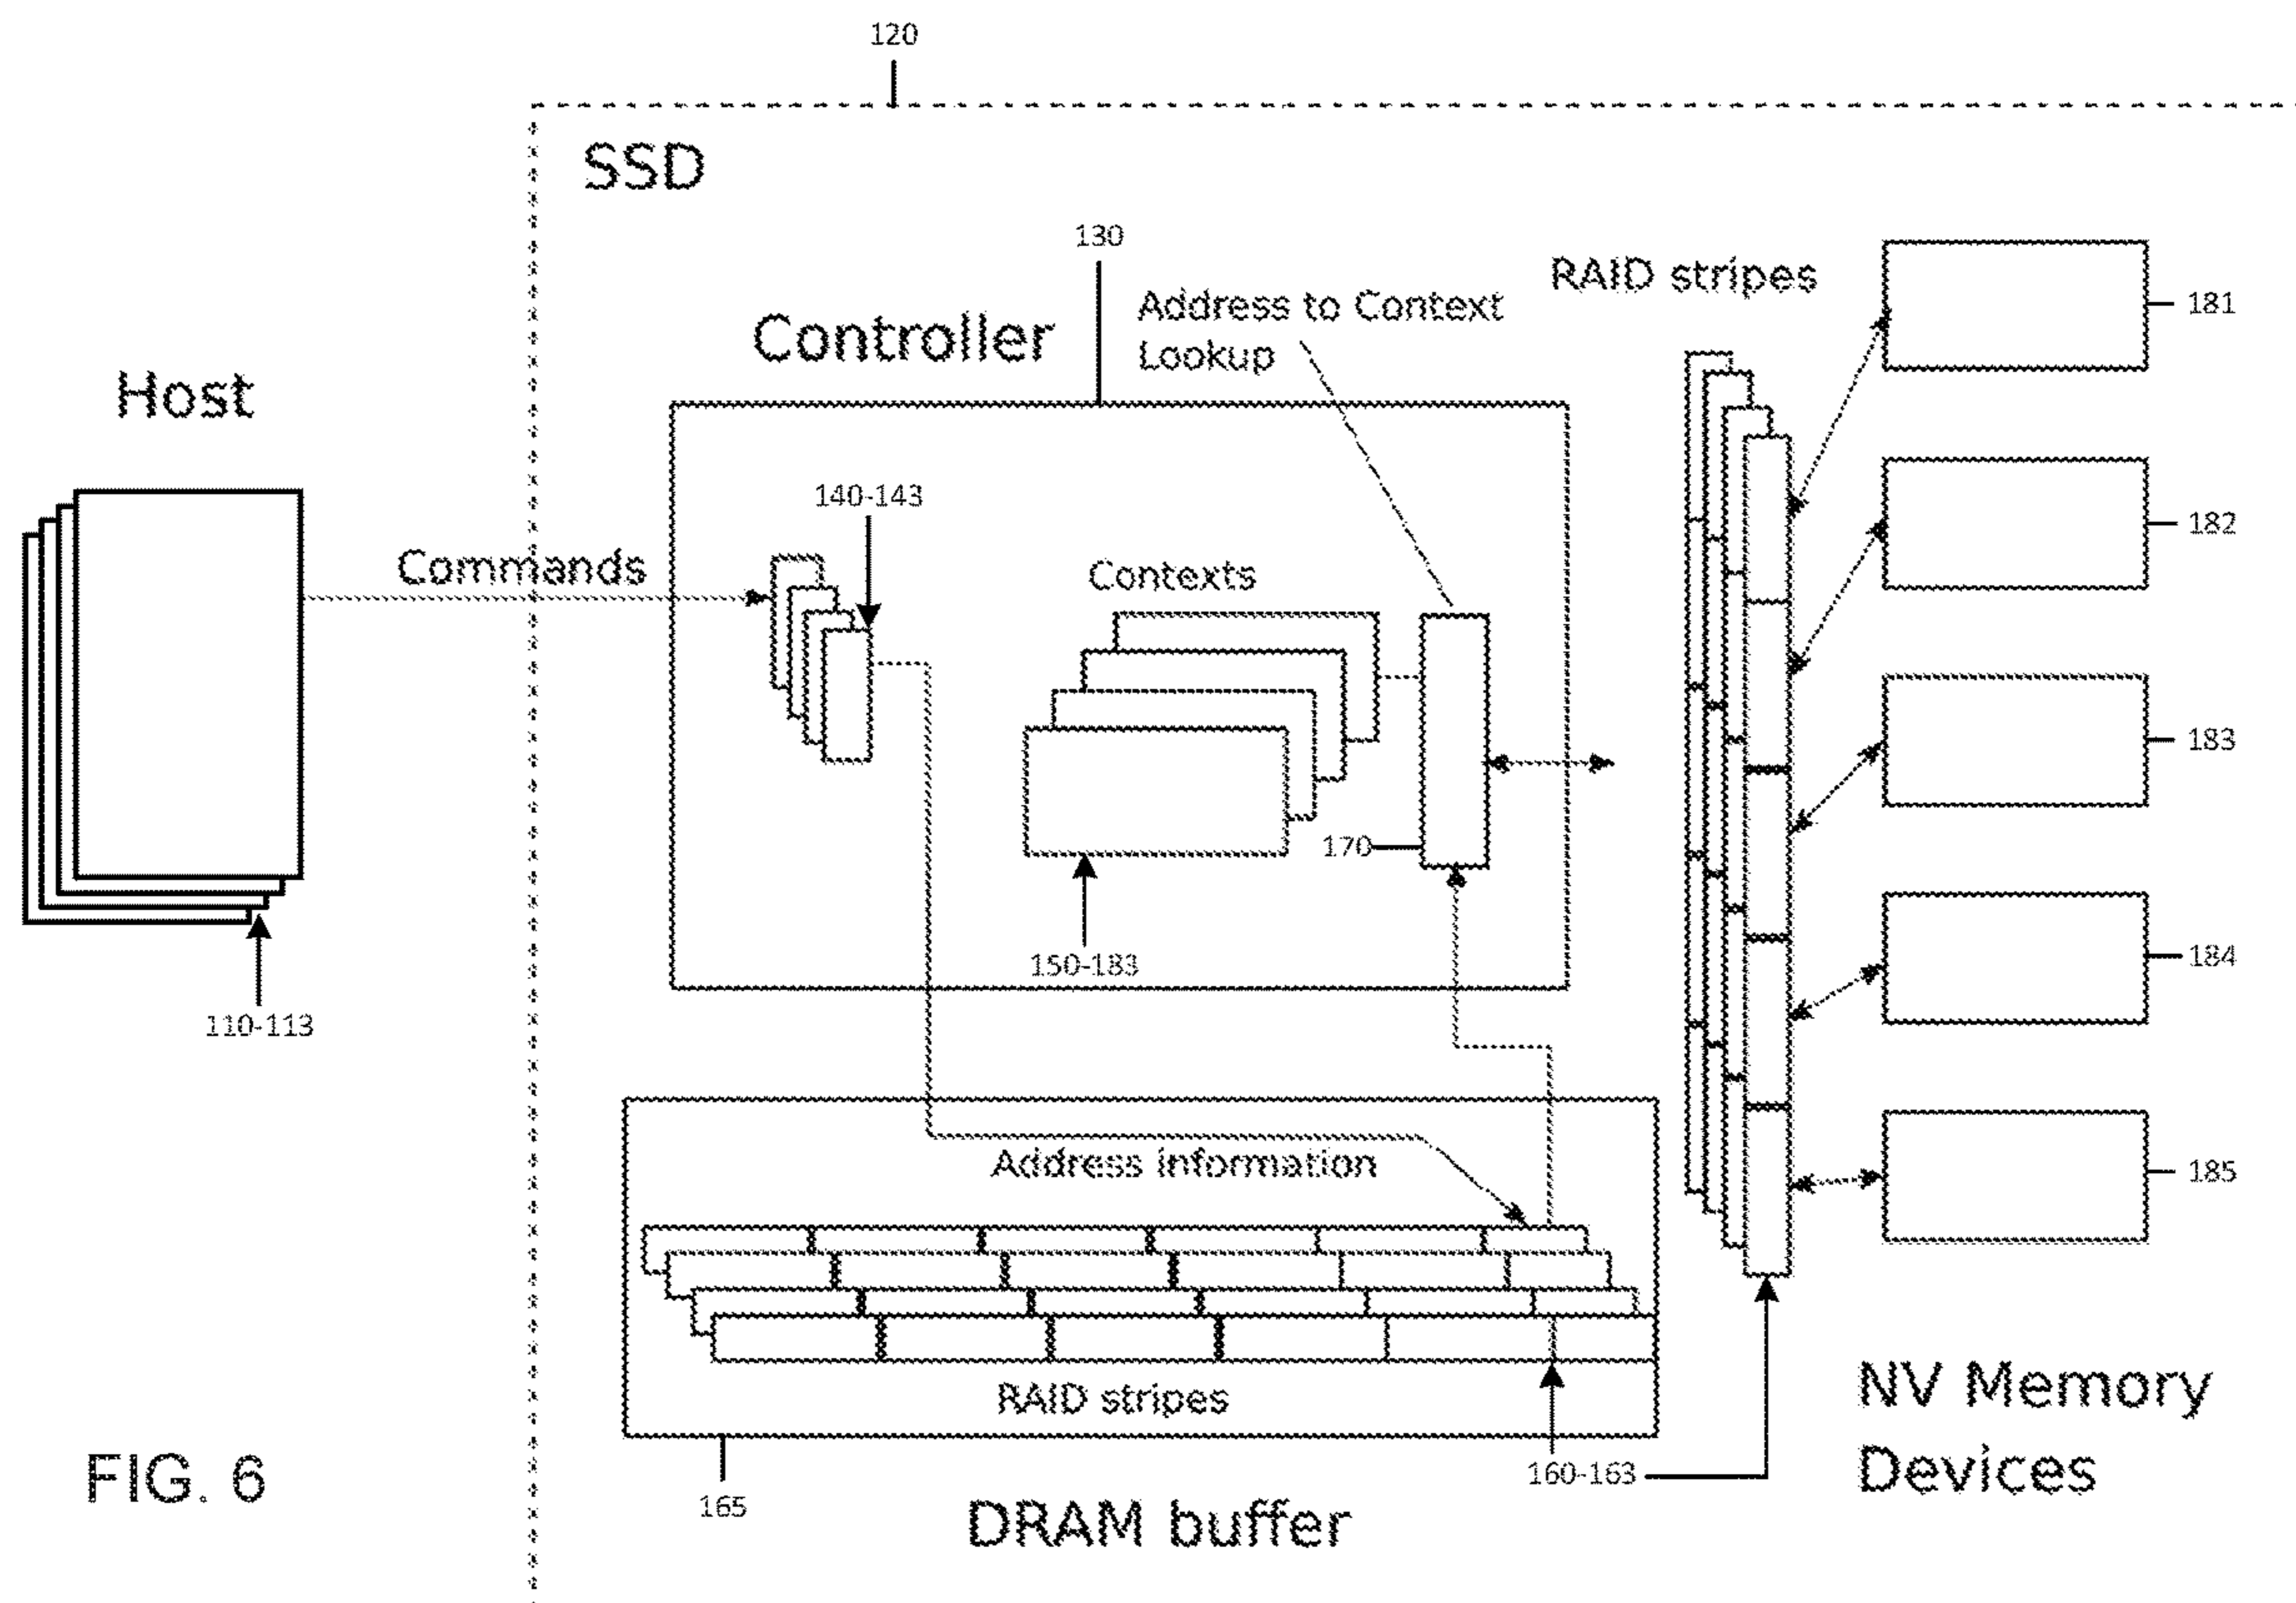 120
SSD
130
RAID stripes
181
Address to Context
Lookup
Controller
Host
140-143
182
Commands
Contexts
183
170
150-183
184
110-113
Address information
185
RAID stripes
160-163
NV Memory
Devices
165
DRAM buffer
FIG. 6